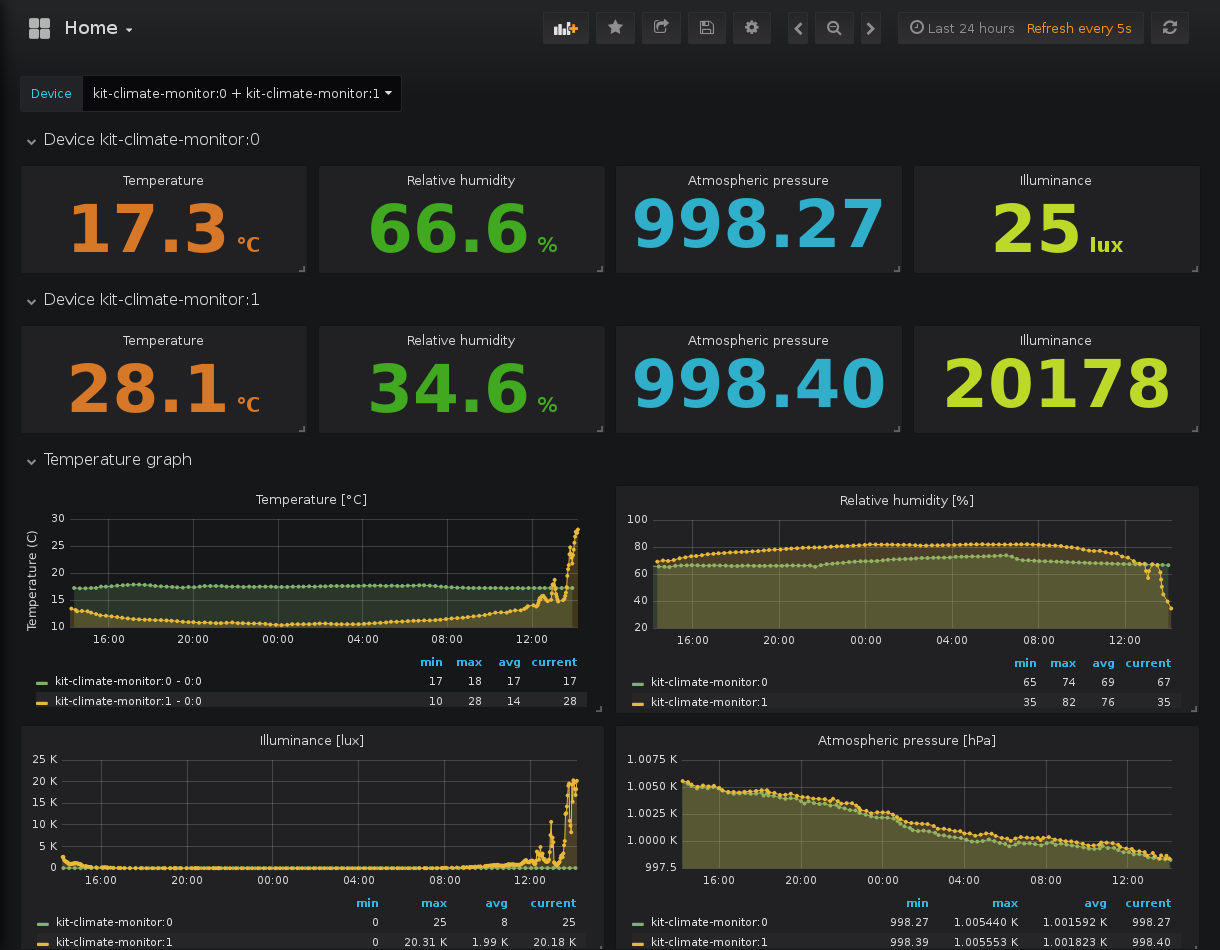 Home
Last 24 hours Refresh every 5s
Device kit-climate-monitor:0 + kit-climate-monitor:1
Device kit-climate-monitor:0
Temperature Relative humidity Atmospheric pressure Illuminance
17.3 °C 66.6 % 998.27 25 lux
Device kit-climate-monitor:1
Temperature Relative humidity Atmospheric pressure Illuminance
28.1 °C 34.6 % 998.40 20178
Temperature graph
Temperature [°C]
Temperature (C)
30
25
20
15
10
16:00 20:00 00:00 04:00 08:00 12:00
min max avg current
kit-climate-monitor:0 - 0:0 17 18 17 17
kit-climate-monitor:1 - 0:0 10 28 14 28
Relative humidity [%]
100
80
60
40
20
16:00 20:00 00:00 04:00 08:00 12:00
min max avg current
kit-climate-monitor:0 65 74 69 67
kit-climate-monitor:1 35 82 76 35
Illuminance [lux]
25 K
20 K
15 K
10 K
5 K
0
16:00 20:00 00:00 04:00 08:00 12:00
min max avg current
kit-climate-monitor:0 0 25 8 25
kit-climate-monitor:1 0 20.31 K 1.99 K 20.18 K
Atmospheric pressure [hPa]
1.0075 K
1.0050 K
1.0025 K
1.0000 K
997.5
16:00 20:00 00:00 04:00 08:00 12:00
min max avg current
kit-climate-monitor:0 998.27 1.005440 K 1.001592 K 998.27
kit-climate-monitor:1 998.39 1.005553 K 1.001823 K 998.40